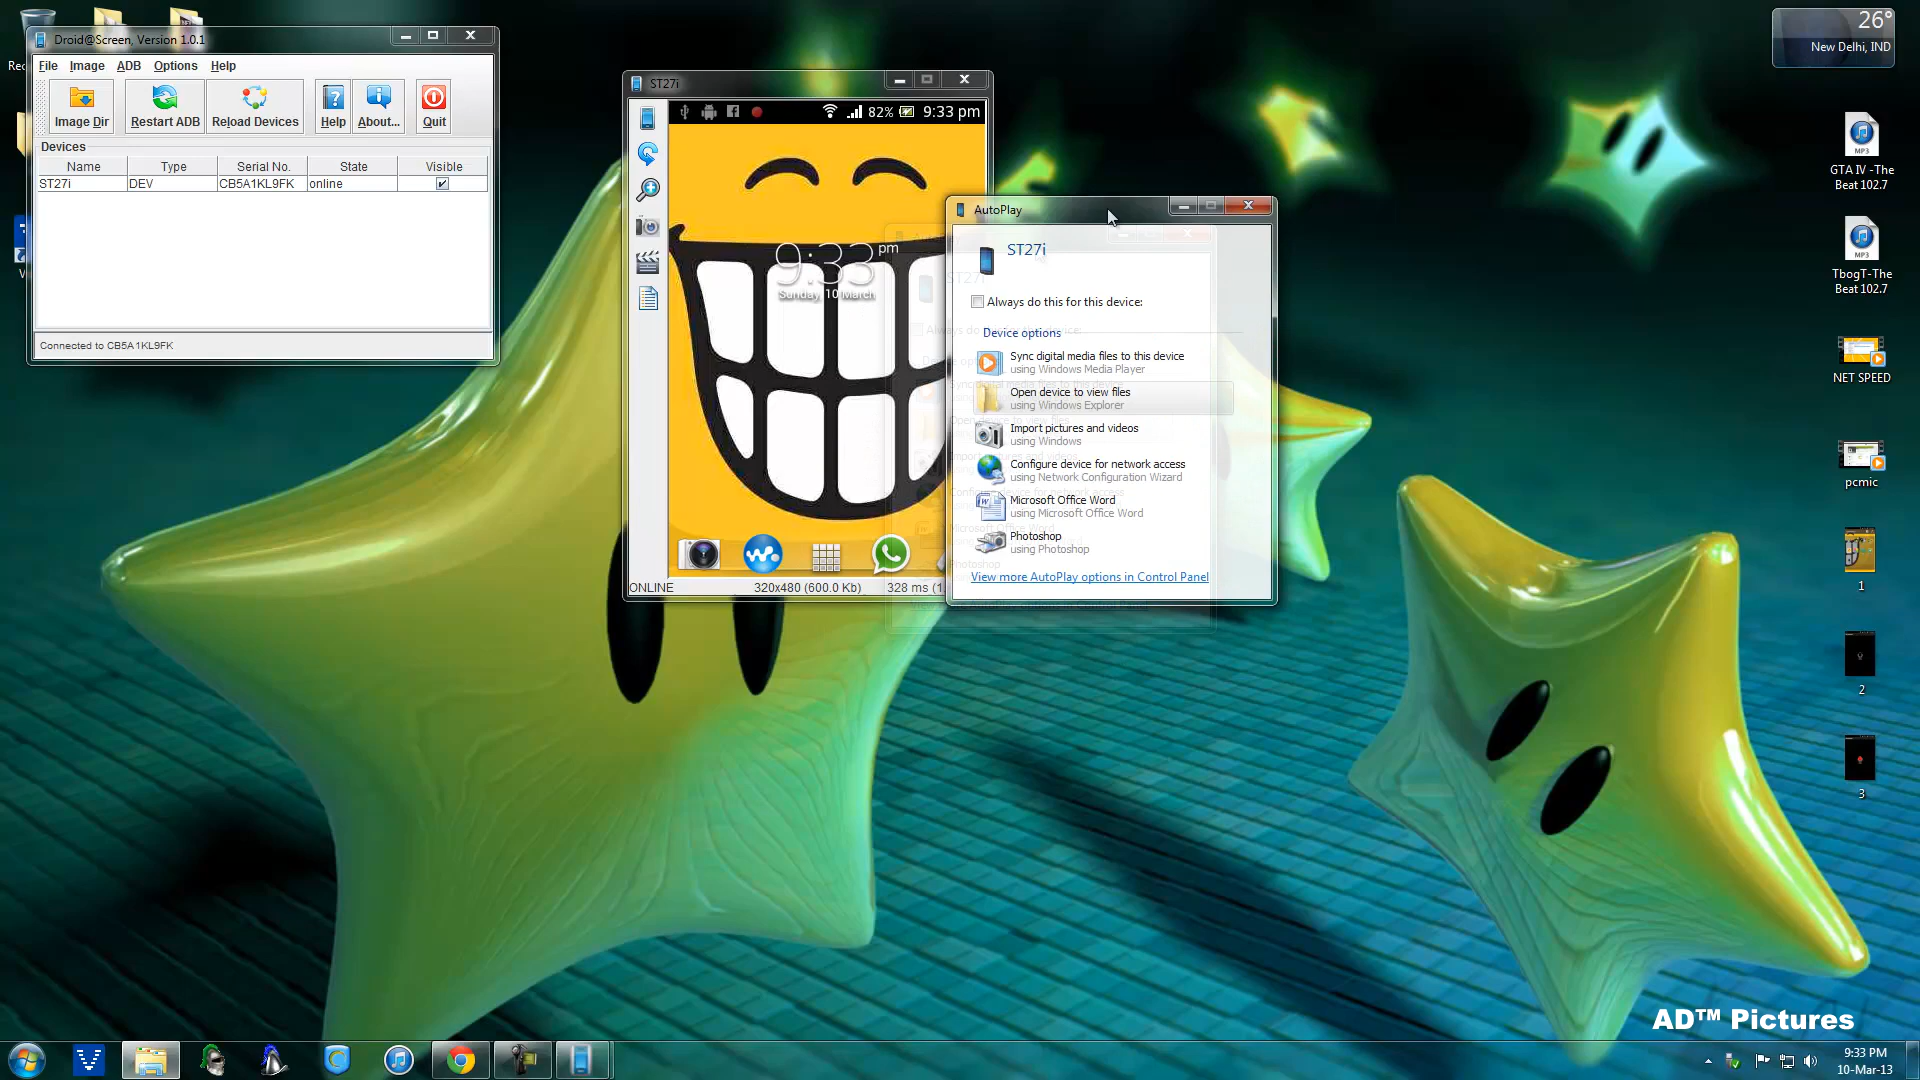 Droid@Screen, Version 1.0.1
File Image ADB Options Help
Image Dir Restart ADB Reload Devices Help About... Quit
Devices
Name Type Serial No. State Visible
ST27i DEV CB5A1KL9FK online
Connected to CB5A1KL9FK
ST27i
82% 9:33 pm
9:33 pm
Sunday, 10 March
ONLINE 320x480 (600.0 Kb) 328 ms (1.
AutoPlay
ST27i
Always do this for this device:
Device options
Sync digital media files to this device
using Windows Media Player
Open device to view files
using Windows Explorer
Import pictures and videos
using Windows
Configure device for network access
using Network Configuration Wizard
Microsoft Office Word
using Microsoft Office Word
Photoshop
using Photoshop
View more AutoPlay options in Control Panel
26°
New Delhi, IND
MP3
GTA IV -The
Beat 102.7
MP3
TbogT-The
Beat 102.7
NET SPEED
pcmic
1
2
3
AD™ Pictures
9:33 PM
10-Mar-13